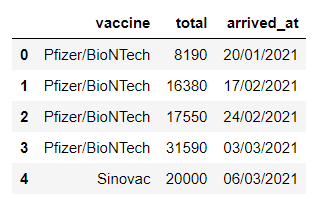 vaccine total arrived_at
0 Pfizer/BioNTech 8190 20/01/2021
1 Pfizer/BioNTech 16380 17/02/2021
2 Pfizer/BioNTech 17550 24/02/2021
3 Pfizer/BioNTech 31590 03/03/2021
4 Sinovac 20000 06/03/2021